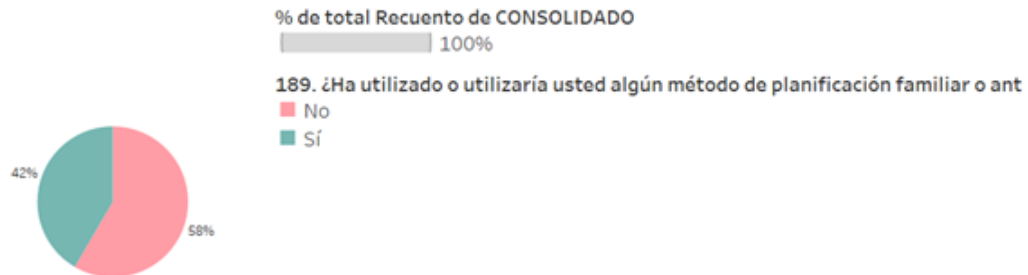 % de total Recuento de CONSOLIDADO
100%
189. ¿Ha utilizado o utilizaría usted algún método de planificación familiar o ant
No
Sí
42%
58%